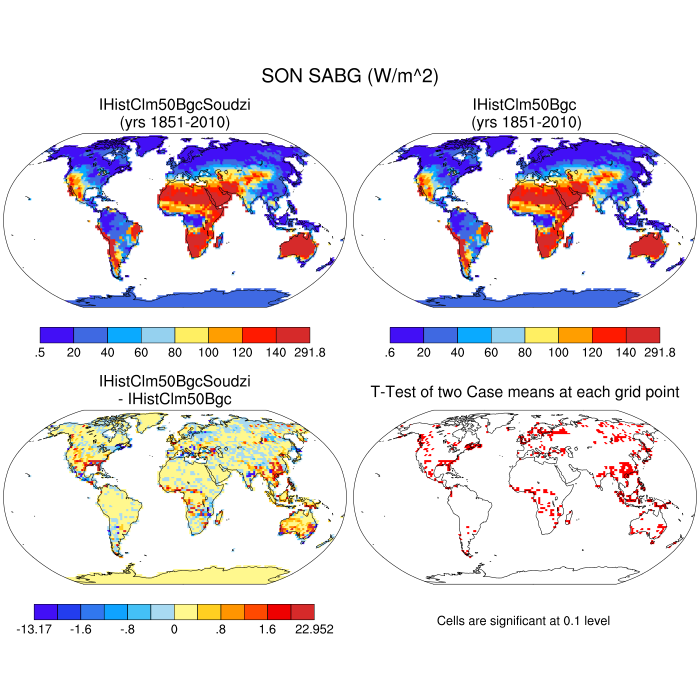 SON SABG (W/m^2)
IHistClm50BgcSoudzi
(yrs 1851-2010)
IHistClm50Bgc
(yrs 1851-2010)
.5 20 40 60 80 100 120 140 291.8
.6 20 40 60 80 100 120 140 291.8
IHistClm50BgcSoudzi
- IHistClm50Bgc
T-Test of two Case means at each grid point
-13.17 -1.6 -.8 0 .8 1.6 22.952
Cells are significant at 0.1 level